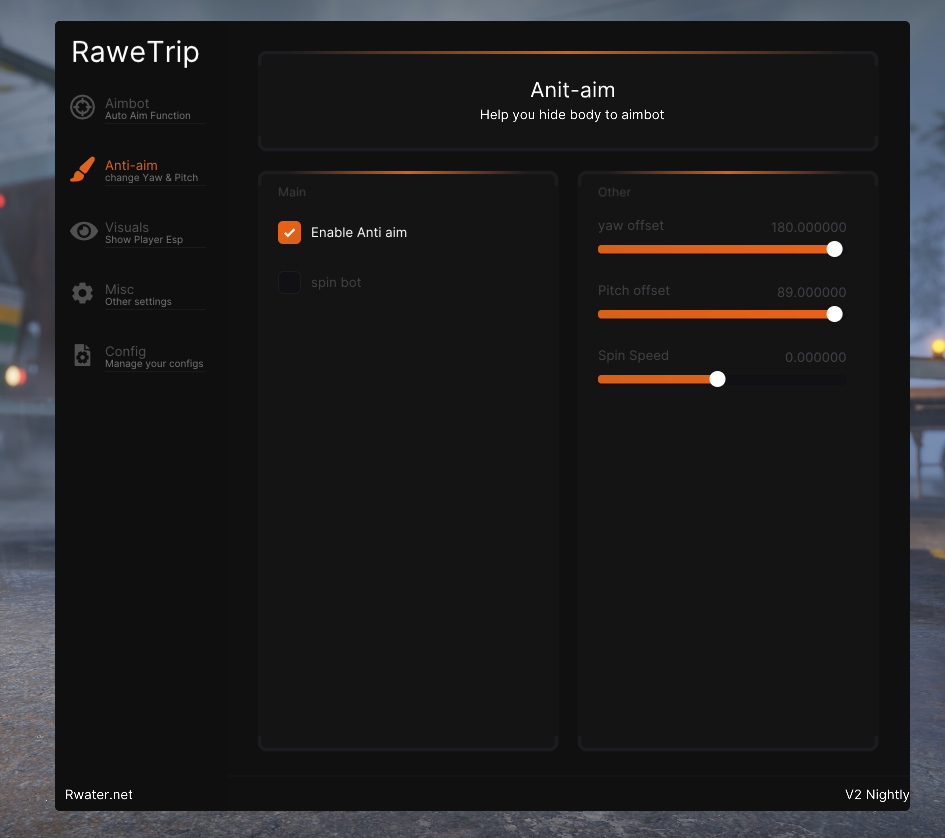 RaweTrip
Aimbot
Auto Aim Function
Anti-aim
change Yaw & Pitch
Visuals
Show Player Esp
Misc
Other settings
Config
Manage your configs
Anit-aim
Help you hide body to aimbot
Main
Enable Anti aim
spin bot
Other
yaw offset 180.000000
Pitch offset 89.000000
Spin Speed 0.000000
Rwater.net
V2 Nightly